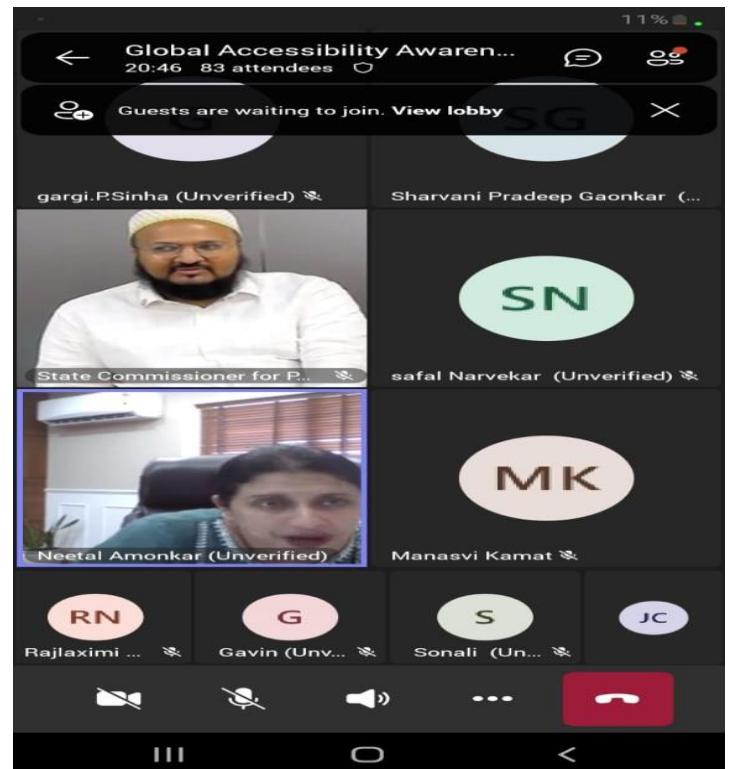 11%
Global Accessibility Awaren...
20:46 83 attendees
Guests are waiting to join. View lobby
G
SG
gargi.P.Sinha (Unverified)
Sharvani Pradeep Gaonkar (...
SN
State Commissioner for P...
safal Narvekar (Unverified)
MK
Neetal Amonkar (Unverified)
Manasvi Kamat
RN
G
S
JC
Rajlaximi ...
Gavin (Unv...
Sonali (Un...